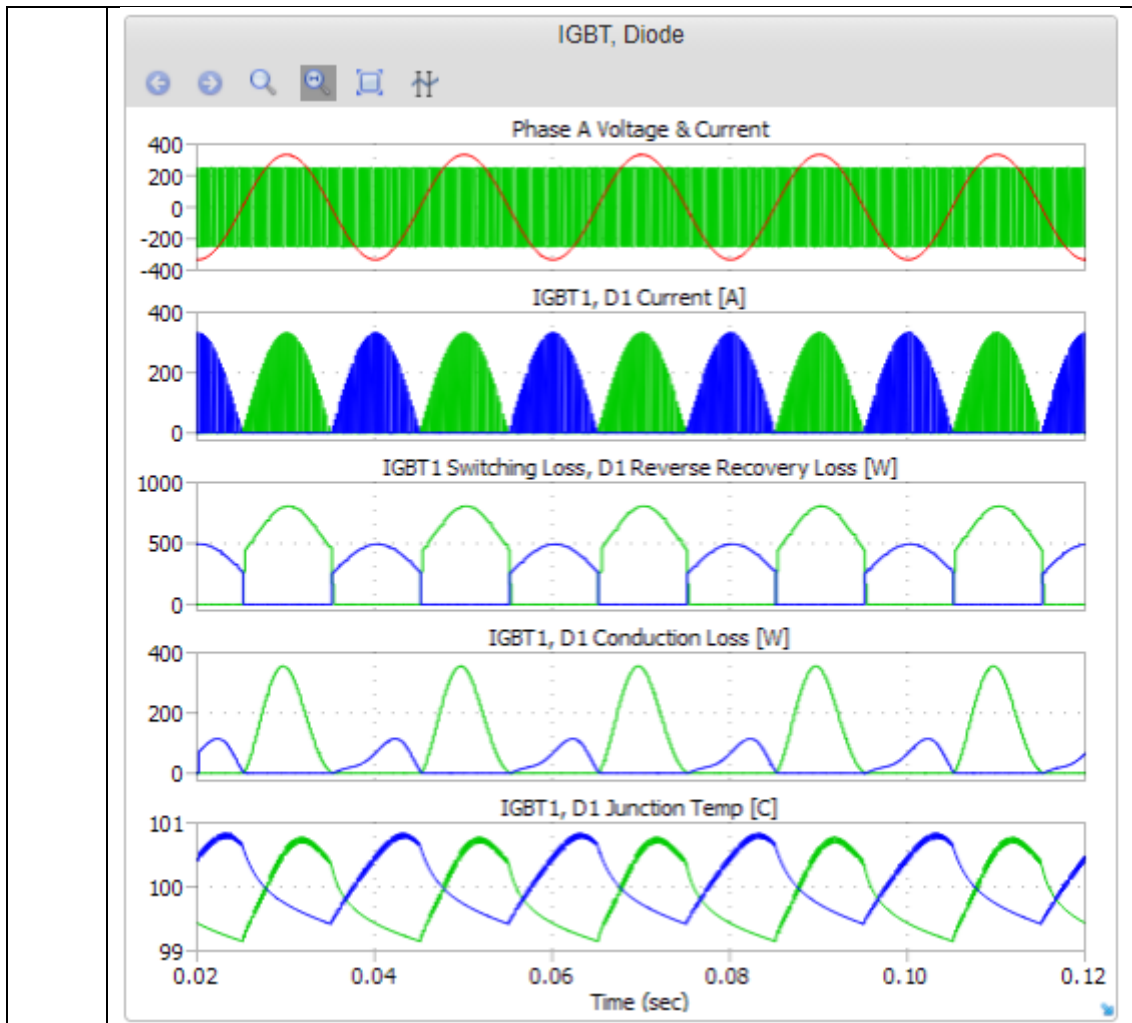 IGBT, Diode
Phase A Voltage & Current
400
200
0
-200
-400
IGBT1, D1 Current [A]
400
200
0
IGBT1 Switching Loss, D1 Reverse Recovery Loss [W]
1000
500
0
IGBT1, D1 Conduction Loss [W]
400
200
0
IGBT1, D1 Junction Temp [C]
101
100
99
0.02 0.04 0.06 0.08 0.10 0.12
Time (sec)